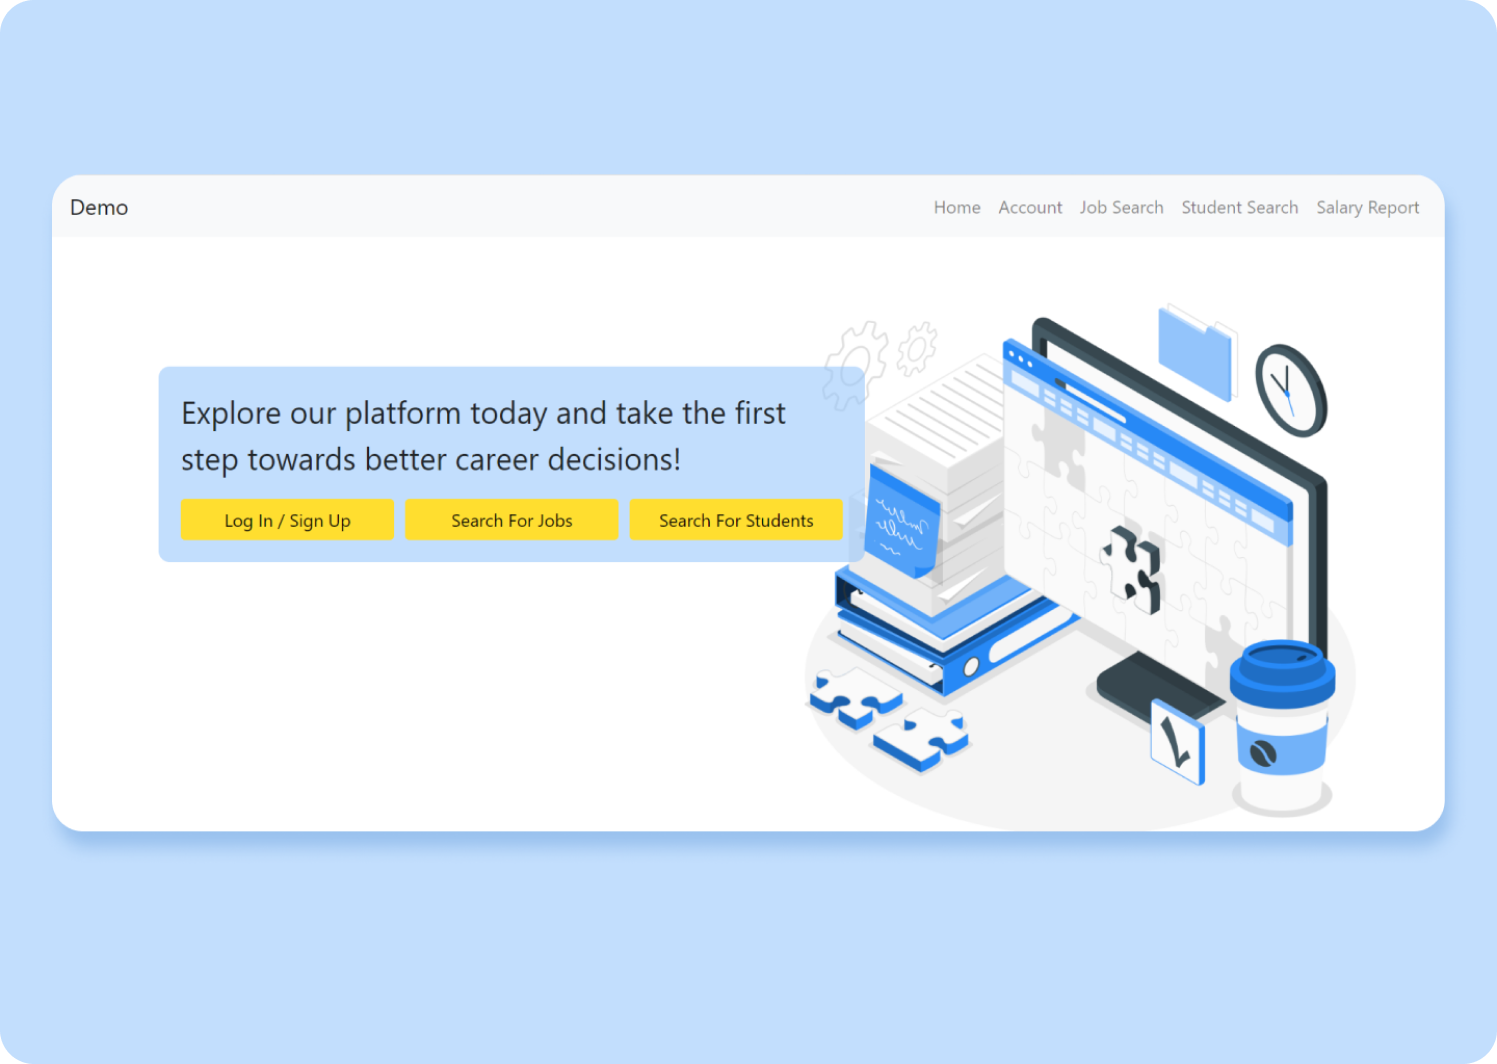 Demo
Home Account Job Search Student Search Salary Report
Explore our platform today and take the first
step towards better career decisions!
Log In / Sign Up Search For Jobs Search For Students